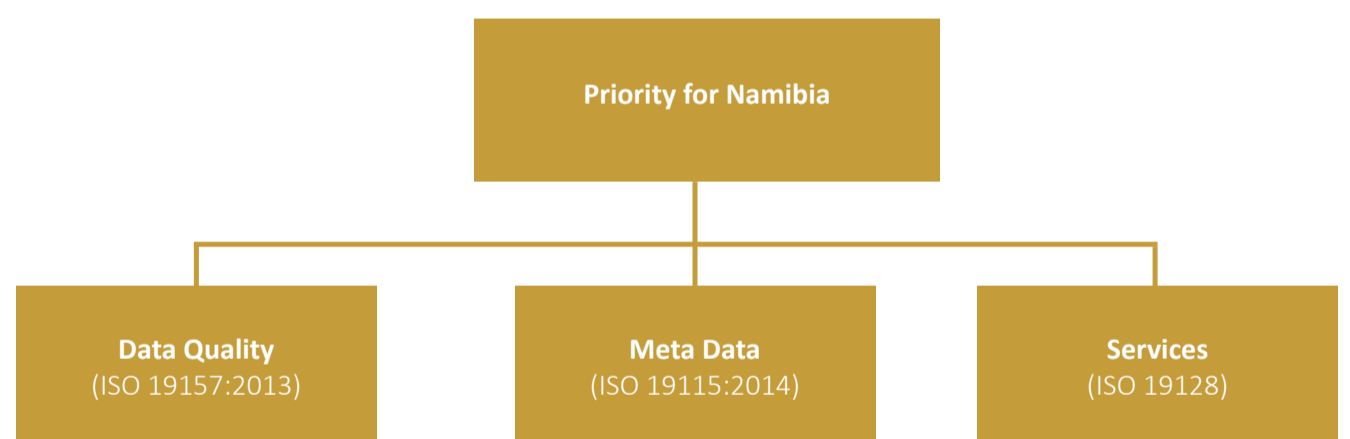 Priority for Namibia
Data Quality
(ISO 19157:2013)
Meta Data
(ISO 19115:2014)
Services
(ISO 19128)